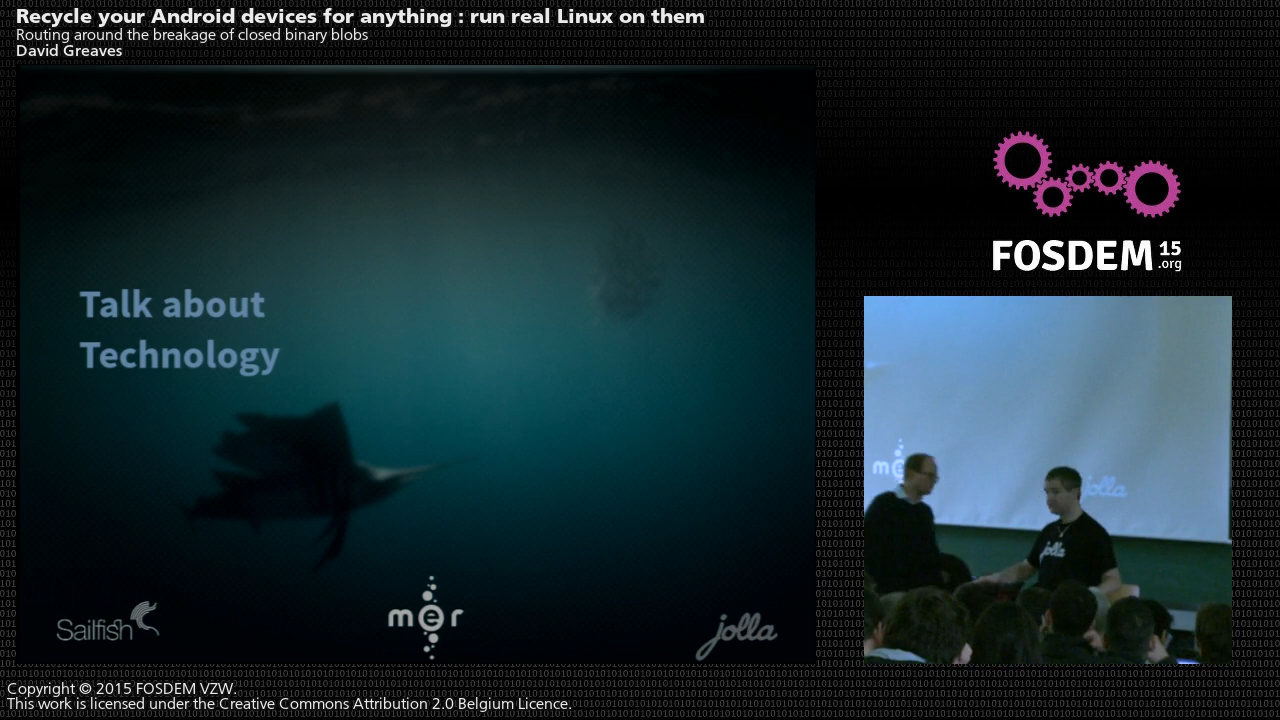 Recycle your Android devices for anything : run real Linux on them
Routing around the breakage of closed binary blobs
David Greaves
FOSDEM 15
.org
Talk about
Technology
mer
jolla
jolla
Sailfish
mer
jolla
Copyright © 2015 FOSDEM VZW.
This work is licensed under the Creative Commons Attribution 2.0 Belgium Licence.